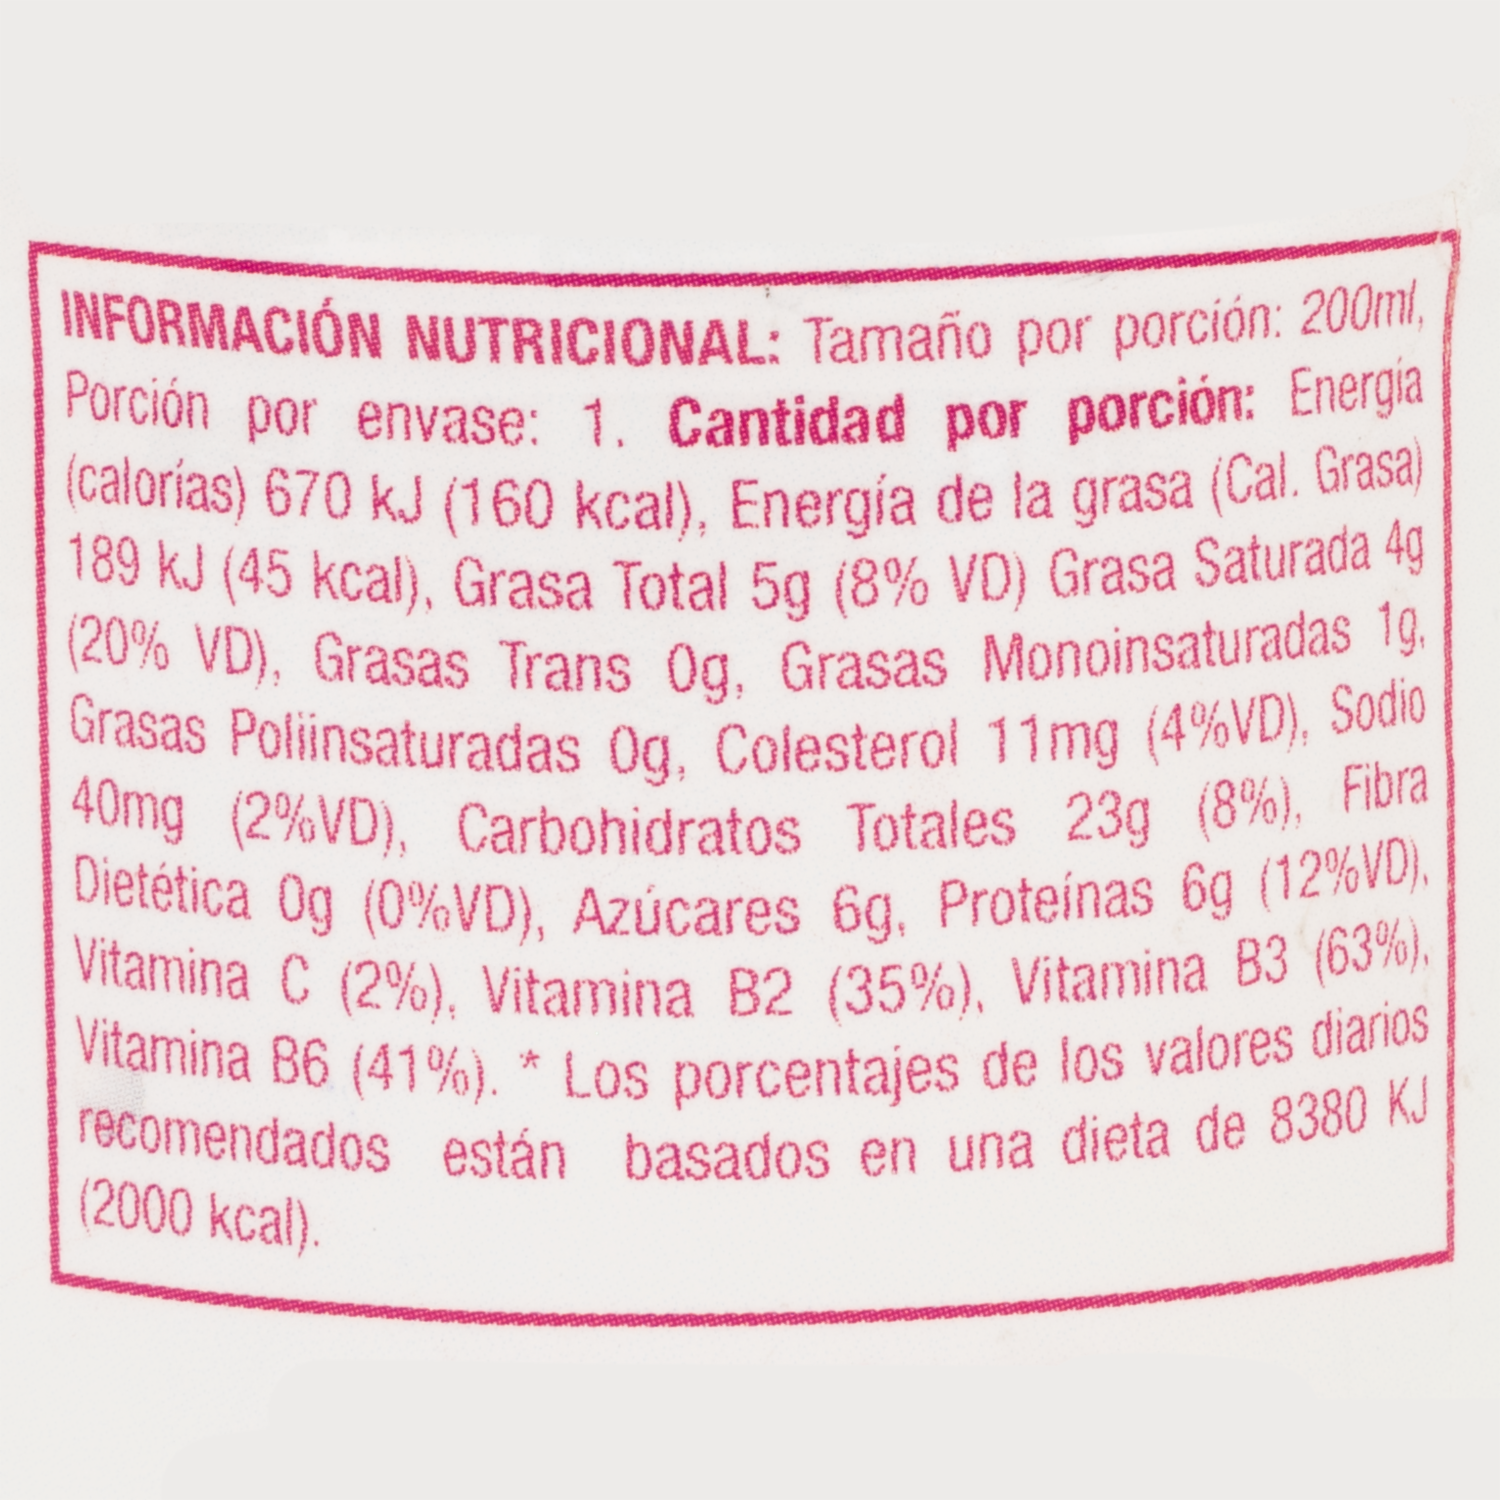 INFORMACIÓN NUTRICIONAL: Tamaño por porción: 200ml,
Porción por envase: 1. Cantidad por porción: Energía
(calorías) 670 kJ (160 kcal), Energía de la grasa (Cal. Grasa)
189 kJ (45 kcal), Grasa Total 5g (8% VD) Grasa Saturada 4g
(20% VD), Grasas Trans 0g, Grasas Monoinsaturadas 1g,
Grasas Poliinsaturadas 0g, Colesterol 11mg (4%VD), Sodio
40mg (2%VD), Carbohidratos Totales 23g (8%), Fibra
Dietética 0g (0%VD), Azúcares 6g, Proteínas 6g (12%VD),
Vitamina C (2%), Vitamina B2 (35%), Vitamina B3 (63%),
Vitamina B6 (41%). * Los porcentajes de los valores diarios
recomendados están basados en una dieta de 8380 KJ
(2000 kcal).